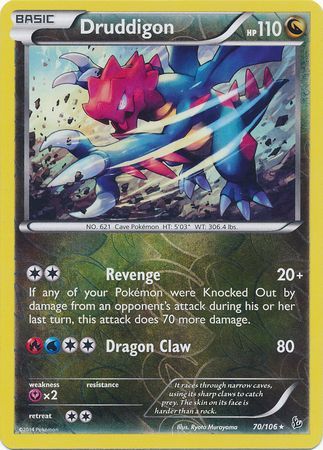 BASIC
Druddigon
HP110
NO. 621 Cave Pokémon HT: 5'03" WT: 306.4 lbs.
Revenge 20+
If any of your Pokémon were Knocked Out by
damage from an opponent's attack during his or her
last turn, this attack does 70 more damage.
Dragon Claw 80
weakness resistance
×2
It races through narrow caves,
using its sharp claws to catch
prey. The skin on its face is
harder than a rock.
retreat
©2014 Pokémon
Illus. Ryota Murayama
70/106 ★